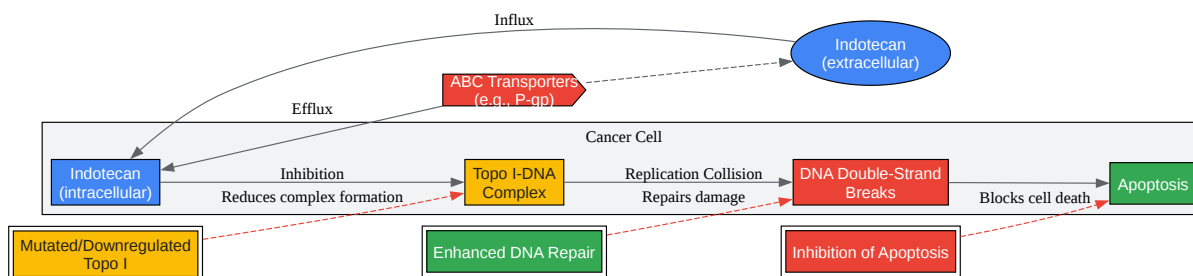 Influx
Indotecan
(extracellular)
ABC Transporters
(e.g., P-gp)
Efflux
Cancer Cell
Indotecan
(intracellular)
Inhibition
Reduces complex formation
Topo I-DNA
Complex
Replication Collision
Repairs damage
DNA Double-Strand
Breaks
Blocks cell death
Apoptosis
Mutated/Downregulated
Topo I
Enhanced DNA Repair
Inhibition of Apoptosis